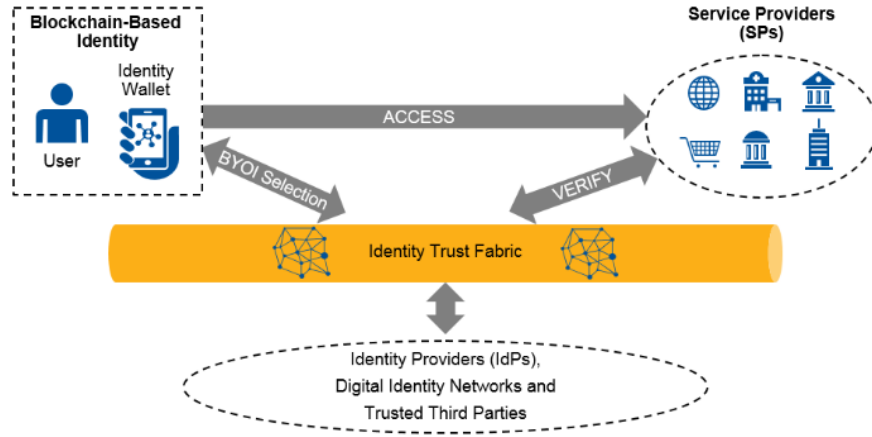 Blockchain-Based
Identity
Identity
Wallet
User
Service Providers
(SPs)
ACCESS
BYOI Selection
VERIFY
Identity Trust Fabric
Identity Providers (IdPs),
Digital Identity Networks and
Trusted Third Parties